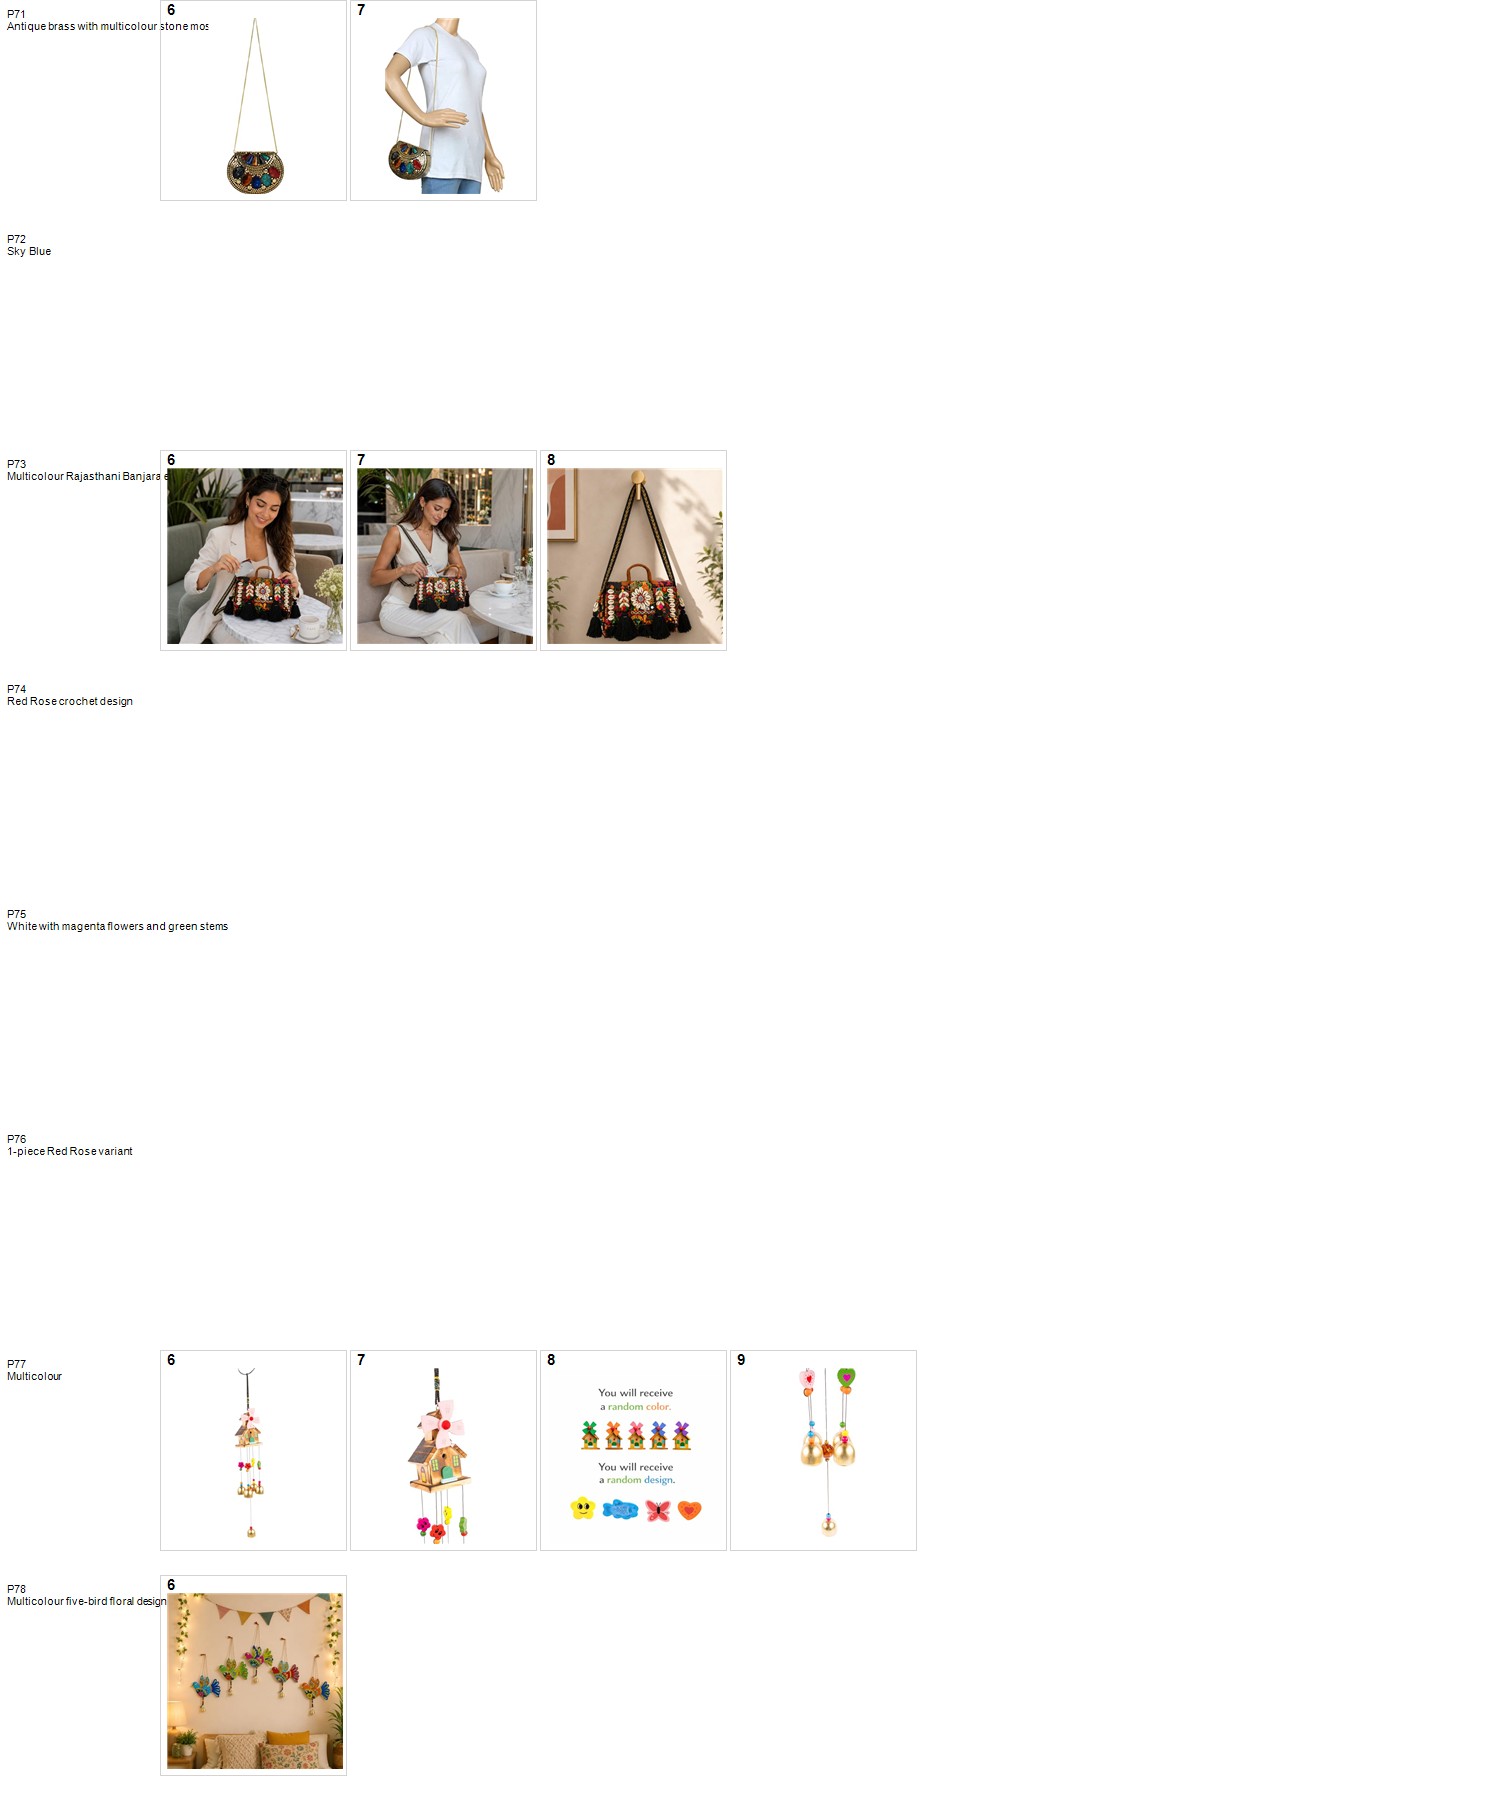 P71
Antique brass with multicolour stone mos
6
7
P72
Sky Blue
P73
Multicolour Rajasthani Banjara e
6
7
8
P74
Red Rose crochet design
P75
White with magenta flowers and green stems
P76
1-piece Red Rose variant
P77
Multicolour
6
7
8
9
You will receive
a random color.
You will receive
a random design.
P78
Multicolour five-bird floral design
6